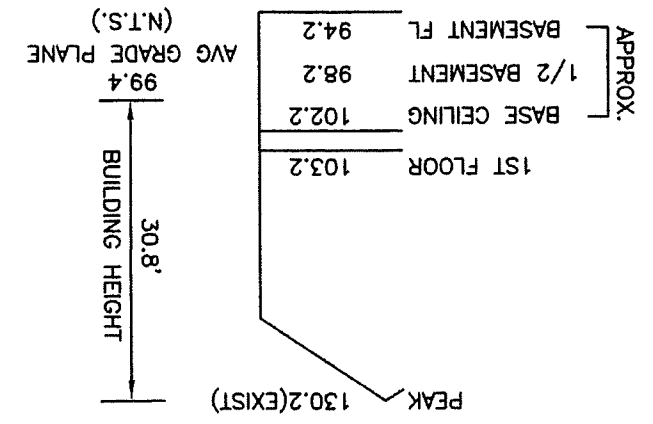 PEAK 130.2(EXIST)
30.8'
BUILDING HEIGHT
1ST FLOOR 103.2
BASE CEILING 102.2
1/2 BASEMENT 98.2
BASEMENT FL 94.2
APPROX.
99.4
AVG GRADE PLANE
(N.T.S.)